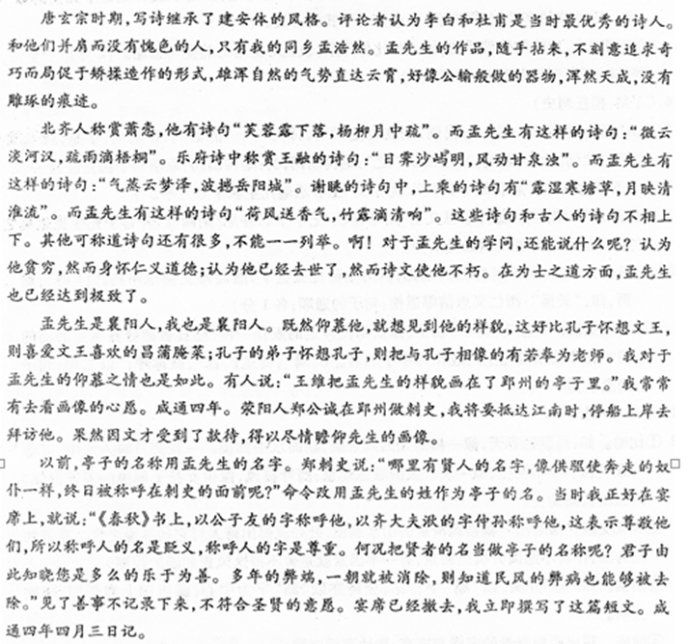 唐玄宗时期,写诗继承了建安体的风格。评论者认为李白和杜甫是当时最优秀的诗人。
和他们并肩而没有愧色的人,只有我的同乡孟浩然。孟先生的作品,随手拈来,不刻意追求奇
巧而局促于矫揉造作的形式,雄浑自然的气势直达云霄,好像公输般做的器物,浑然天成,没有
雕琢的痕迹。
北齐人称赏萧悫,他有诗句“芙蓉露下落,杨柳月中疏”。而孟先生有这样的诗句:“微云
淡河汉,疏雨滴梧桐”。乐府诗中称赏王融的诗句:“日霁沙屿明,风动甘泉浊”。而孟先生有
这样的诗句:“气蒸云梦泽,波撼岳阳城”。谢朓的诗句中,上乘的诗句有“露湿寒塘草,月映清
淮流”。而孟先生有这样的诗句“荷风送香气,竹露滴清响”。这些诗句和古人的诗句不相上
下。其他可称道诗句还有很多,不能一一列举。啊!对于孟先生的学问,还能说什么呢?认为
他贫穷,然而身怀仁义道德;认为他已经去世了,然而诗文使他不朽。在为士之道方面,孟先生
也已经达到极致了。
孟先生是襄阳人,我也是襄阳人。既然仰慕他,就想见到他的样貌,这好比孔子怀想文王,
则喜爱文王喜欢的昌蒲腌菜;孔子的弟子怀想孔子,则把与孔子相像的有若奉为老师。我对于
孟先生的仰慕之情也是如此。有人说:“王维把孟先生的样貌画在了郢州的亭子里。”我常常
有去看画像的心愿。咸通四年。荥阳人郑公诚在郢州做刺史,我将要抵达江南时,停船上岸去
拜访他。果然因文才受到了款待,得以尽情瞻仰先生的画像。
以前,亭子的名称用孟先生的名字。郑刺史说:“哪里有贤人的名字,像供驱使奔走的奴
仆一样,终日被称呼在刺史的面前呢?”命令改用孟先生的姓作为亭子的名。当时我正好在宴
席上,就说:“《春秋》书上,以公子友的字称呼他,以齐大夫湫的字仲孙称呼他,这表示尊敬他
们,所以称呼人的名是贬义,称呼人的字是尊重。何况把贤者的名当做亭子的名称呢?君子由
此知晓您是多么的乐于为善。多年的弊端,一朝就被消除,则知道民风的弊病也能够被去
除。”见了善事不记录下来,不符合圣贤的意愿。宴席已经撤去,我立即撰写了这篇短文。咸
通四年四月三日记。